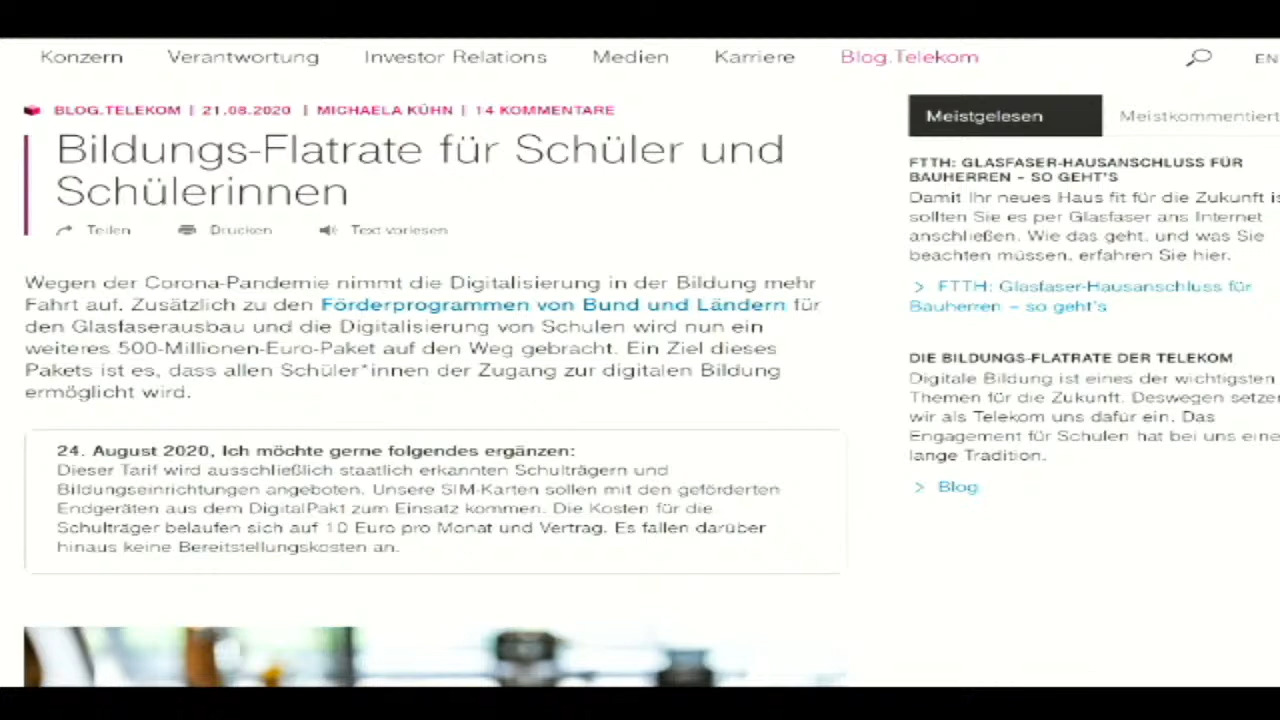 Konzern Verantwortung Investor Relations Medien Karriere Blog.Telekom EN
BLOG.TELEKOM | 21.08.2020 | MICHAELA KÜHN | 14 KOMMENTARE
Bildungs-Flatrate für Schüler und
Schülerinnen
Teilen Drucken Text vorlesen
Wegen der Corona-Pandemie nimmt die Digitalisierung in der Bildung mehr
Fahrt auf. Zusätzlich zu den Förderprogrammen von Bund und Ländern für
den Glasfaserausbau und die Digitalisierung von Schulen wird nun ein
weiteres 500-Millionen-Euro-Paket auf den Weg gebracht. Ein Ziel dieses
Pakets ist es, dass allen Schüler*innen der Zugang zur digitalen Bildung
ermöglicht wird.
24. August 2020, Ich möchte gerne folgendes ergänzen:
Dieser Tarif wird ausschließlich staatlich erkannten Schulträgern und
Bildungseinrichtungen angeboten. Unsere SIM-Karten sollen mit den geförderten
Endgeräten aus dem DigitalPakt zum Einsatz kommen. Die Kosten für die
Schulträger belaufen sich auf 10 Euro pro Monat und Vertrag. Es fallen darüber
hinaus keine Bereitstellungskosten an.
Meistgelesen Meistkommentiert
FTTH: GLASFASER-HAUSANSCHLUSS FÜR
BAUHERREN – SO GEHT'S
Damit Ihr neues Haus fit für die Zukunft is
sollten Sie es per Glasfaser ans Internet
anschließen. Wie das geht, und was Sie
beachten müssen, erfahren Sie hier.
> FTTH: Glasfaser-Hausanschluss für
Bauherren – so geht's
DIE BILDUNGS-FLATRATE DER TELEKOM
Digitale Bildung ist eines der wichtigsten
Themen für die Zukunft. Deswegen setzen
wir als Telekom uns dafür ein. Das
Engagement für Schulen hat bei uns eine
lange Tradition.
> Blog